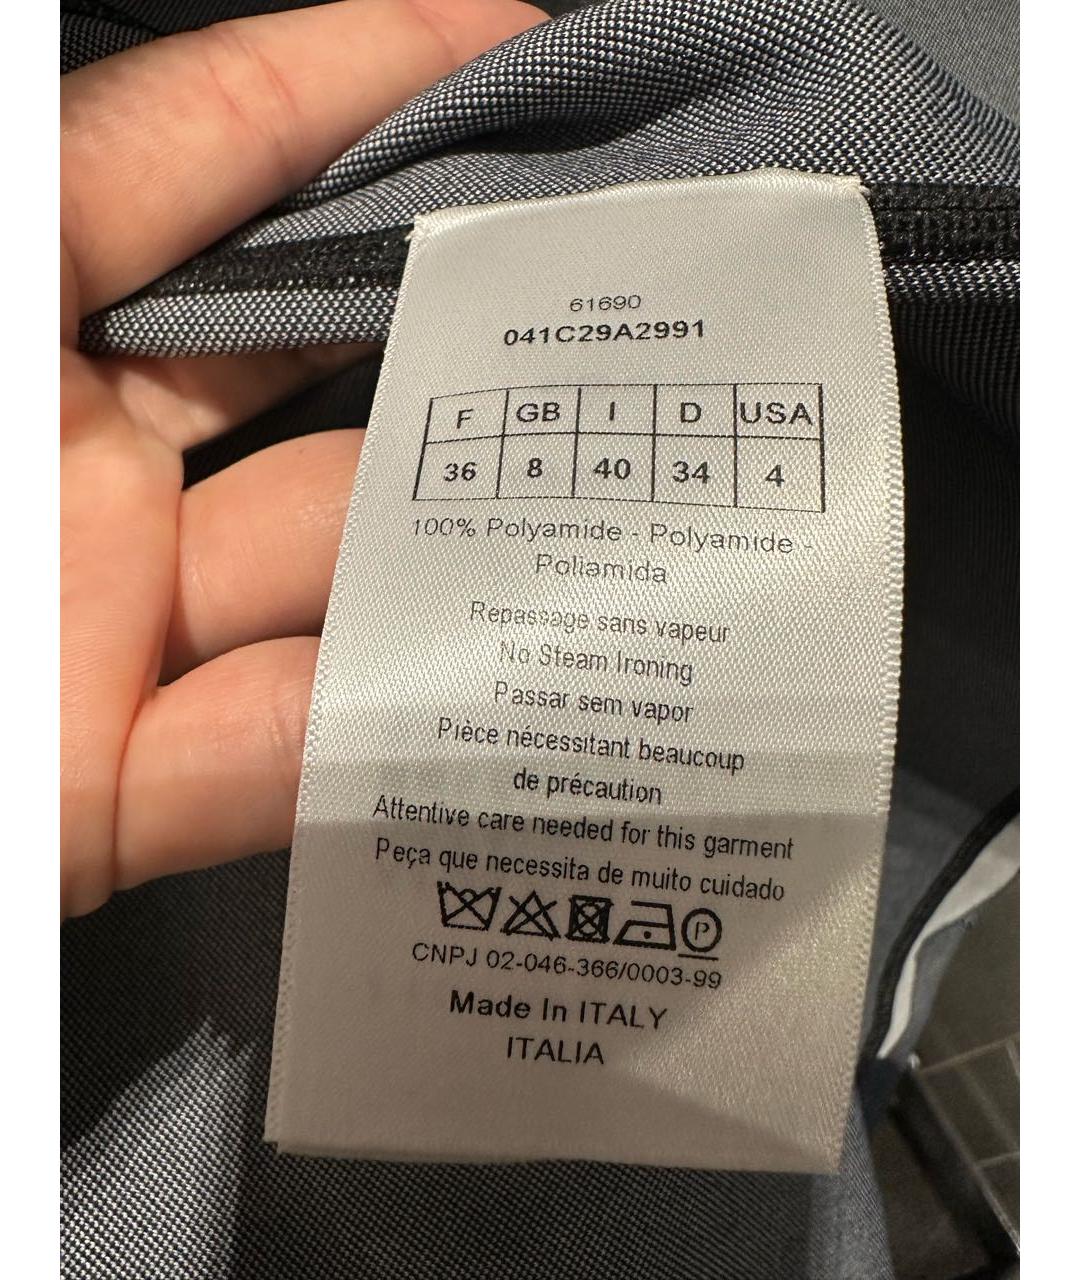 61690
041C29A2991
F GB I D USA
36 8 40 34 4
100% Polyamide - Polyamide -
Poliamida
Repassage sans vapeur
No Steam Ironing
Passar sem vapor
Pièce nécessitant beaucoup
de précaution
Attentive care needed for this garment
Peça que necessita de muito cuidado
P
CNPJ 02-046-366/0003-99
Made In ITALY
ITALIA